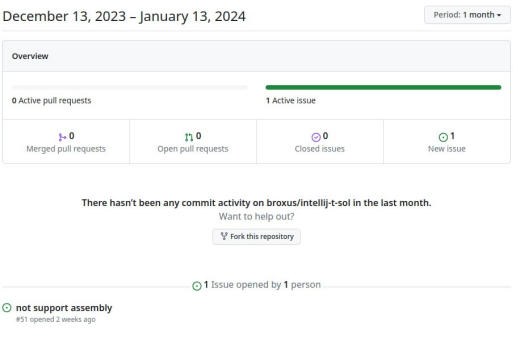 December 13, 2023 – January 13, 2024
Period: 1 month
Overview
0 Active pull requests
1 Active issue
0
Merged pull requests
0
Open pull requests
0
Closed issues
1
New issue
There hasn't been any commit activity on broxus/intellij-t-sol in the last month.
Want to help out?
Fork this repository
1 Issue opened by 1 person
not support assembly
#51 opened 2 weeks ago